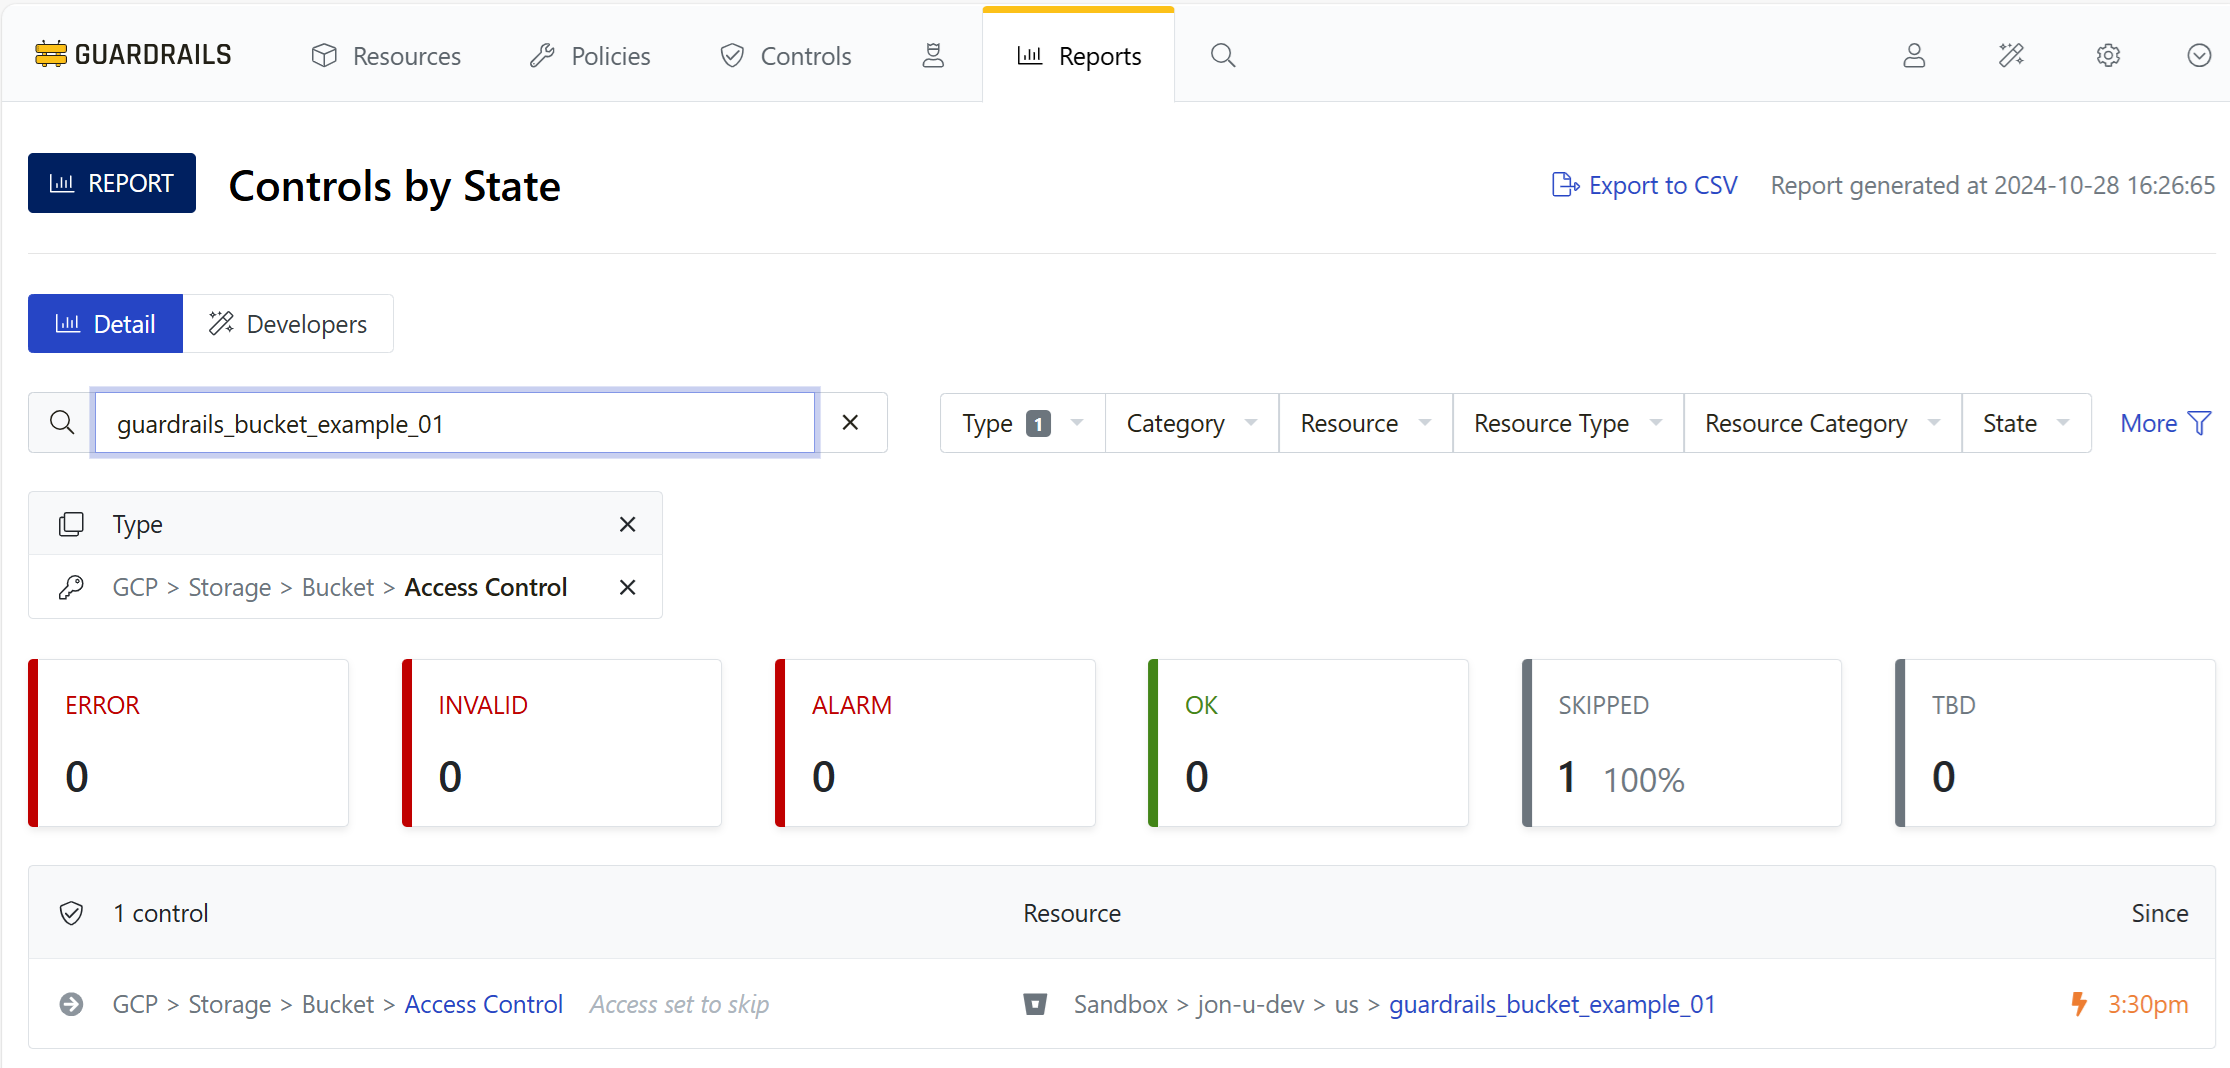 GUARDRAILS Resources Policies Controls Reports
REPORT Controls by State Export to CSV Report generated at 2024-10-28 16:26:65
Detail Developers
guardrails_bucket_example_01 Type 1 Category Resource Resource Type Resource Category State More
Type
GCP > Storage > Bucket > Access Control
ERROR INVALID ALARM OK SKIPPED TBD
0 0 0 0 1 100% 0
1 control Resource Since
GCP > Storage > Bucket > Access Control Access set to skip Sandbox > jon-u-dev > us > guardrails_bucket_example_01 3:30pm